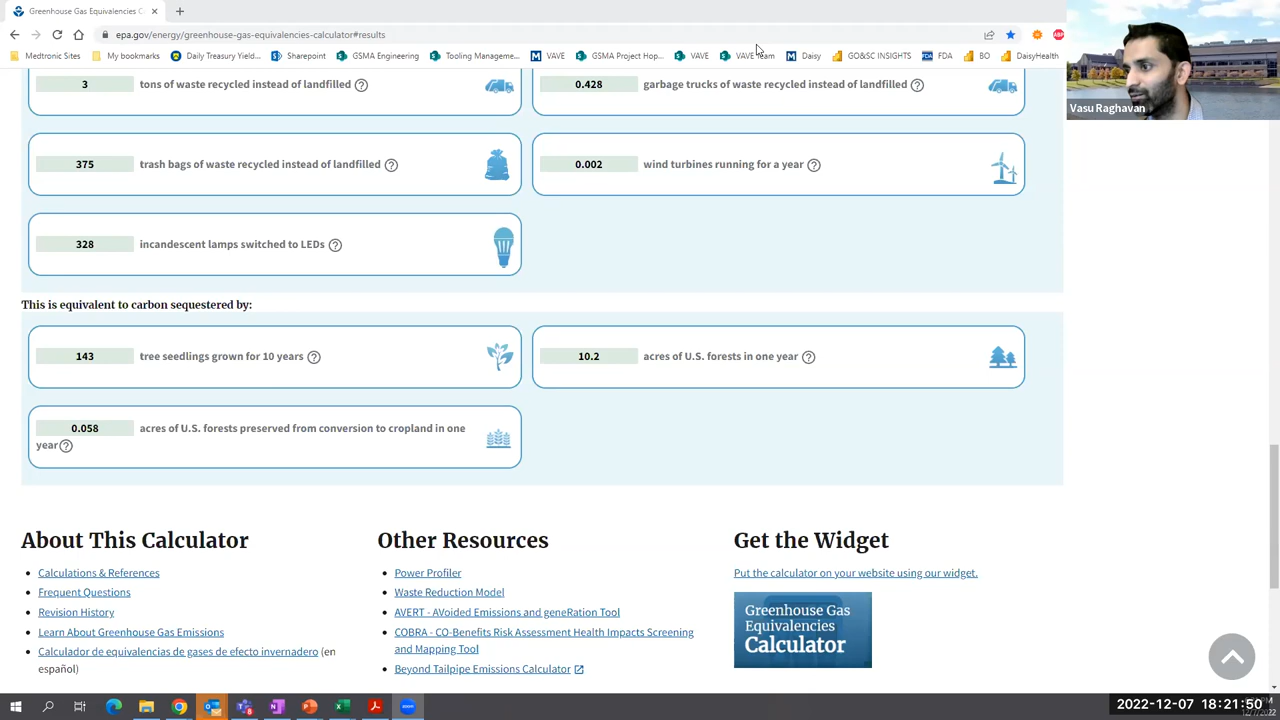 Greenhouse Gas Equivalencies C
epa.gov/energy/greenhouse-gas-equivalencies-calculator#results
ABP
Medtronic Sites
My bookmarks
Daily Treasury Yield...
Sharepoints
GSMA Engineering
Tooling Manageme...
VAVE
GSMA Project Hop...
VAVE
VAVE Team
Daisy
GO&SC INSIGHTS
FDA
BO
DaisyHealth
Vasu Raghavan
3 tons of waste recycled instead of landfilled
0.428 garbage trucks of waste recycled instead of landfilled
375 trash bags of waste recycled instead of landfilled
0.002 wind turbines running for a year
328 incandescent lamps switched to LEDs
This is equivalent to carbon sequestered by:
143 tree seedlings grown for 10 years
10.2 acres of U.S. forests in one year
0.058 acres of U.S. forests preserved from conversion to cropland in one
year
About This Calculator
Calculations & References
Frequent Questions
Revision History
Learn About Greenhouse Gas Emissions
Calculador de equivalencias de gases de efecto invernadero (en
español)
Other Resources
Power Profiler
Waste Reduction Model
AVERT - AVoided Emissions and geneRation Tool
COBRA - CO-Benefits Risk Assessment Health Impacts Screening
and Mapping Tool
Beyond Tailpipe Emissions Calculator
Get the Widget
Put the calculator on your website using our widget.
Greenhouse Gas
Equivalencies
Calculator
2022-12-07 18:21:50
12/7/2022